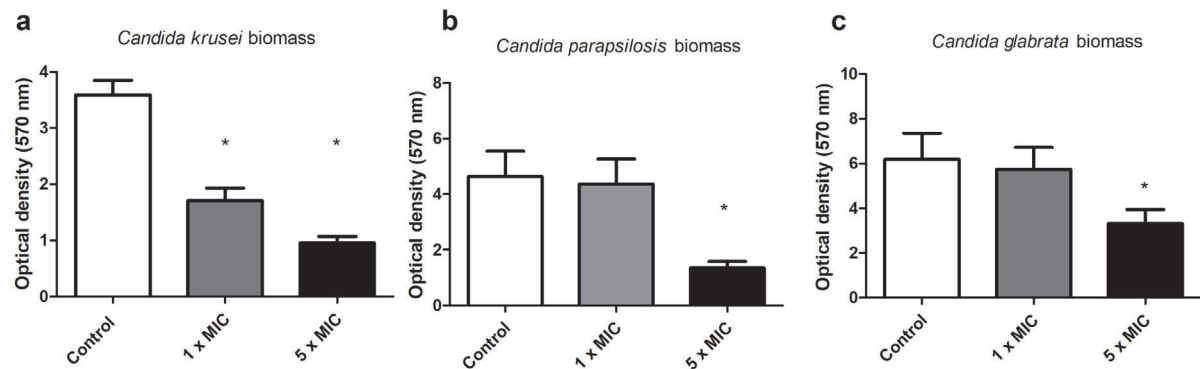 a
Candida krusei biomass
Optical density (570 nm)
4
3
2
1
0
*
*
Control
1 x MIC
5 x MIC
b
Candida parapsilosis biomass
Optical density (570 nm)
8
6
4
2
0
*
Control
1 x MIC
5 x MIC
c
Candida glabrata biomass
Optical density (570 nm)
10
8
6
4
2
0
*
Control
1 x MIC
5 x MIC